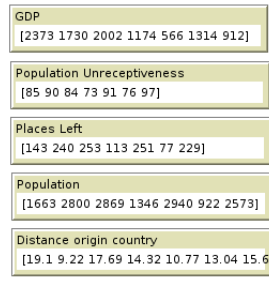 GDP
[2373 1730 2002 1174 566 1314 912]
Population Unreceptiveness
[85 90 84 73 91 76 97]
Places Left
[143 240 253 113 251 77 229]
Population
[1663 2800 2869 1346 2940 922 2573]
Distance origin country
[19.1 9.22 17.69 14.32 10.77 13.04 15.6